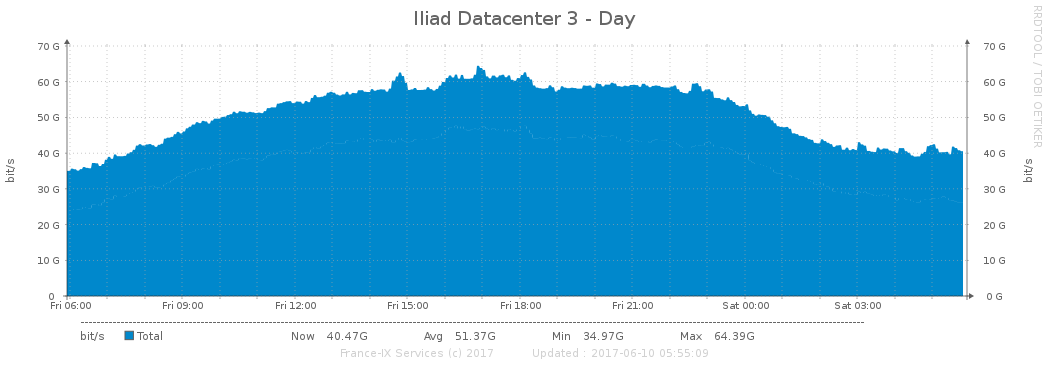 Iliad Datacenter 3 - Day
RRDTOOL / TOBI OETIKER
70 G 70 G
60 G 60 G
50 G 50 G
40 G 40 G
30 G 30 G
20 G 20 G
10 G 10 G
0 0 G
bit/s bit/s
Fri 06:00 Fri 09:00 Fri 12:00 Fri 15:00 Fri 18:00 Fri 21:00 Sat 00:00 Sat 03:00
bit/s Total Now 40.47G Avg 51.37G Min 34.97G Max 64.39G
France-IX Services (c) 2017 Updated : 2017-06-10 05:55:09